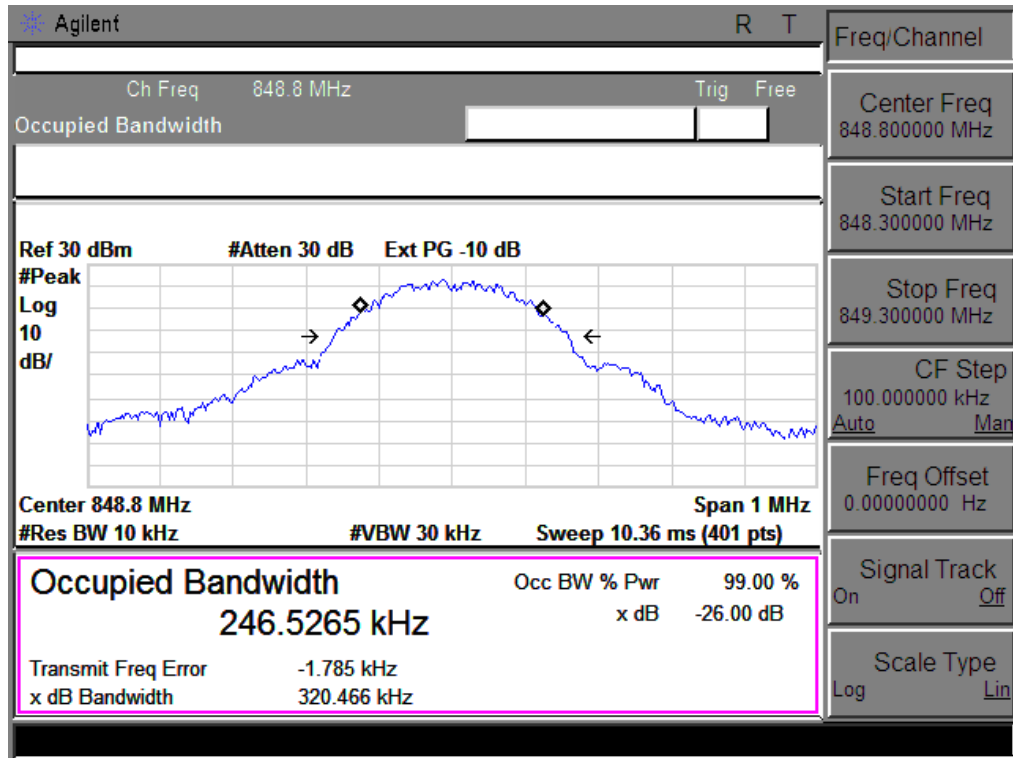 Agilent R T
Ch Freq 848.8 MHz Trig Free
Occupied Bandwidth
Ref 30 dBm #Atten 30 dB Ext PG -10 dB
#Peak
Log
10
dB/
Center 848.8 MHz Span 1 MHz
#Res BW 10 kHz #VBW 30 kHz Sweep 10.36 ms (401 pts)
Occupied Bandwidth Occ BW % Pwr 99.00 %
246.5265 kHz x dB -26.00 dB
Transmit Freq Error -1.785 kHz
x dB Bandwidth 320.466 kHz
Freq/Channel
Center Freq
848.800000 MHz
Start Freq
848.300000 MHz
Stop Freq
849.300000 MHz
CF Step
100.000000 kHz
Auto Man
Freq Offset
0.00000000 Hz
Signal Track
On Off
Scale Type
Log Lin